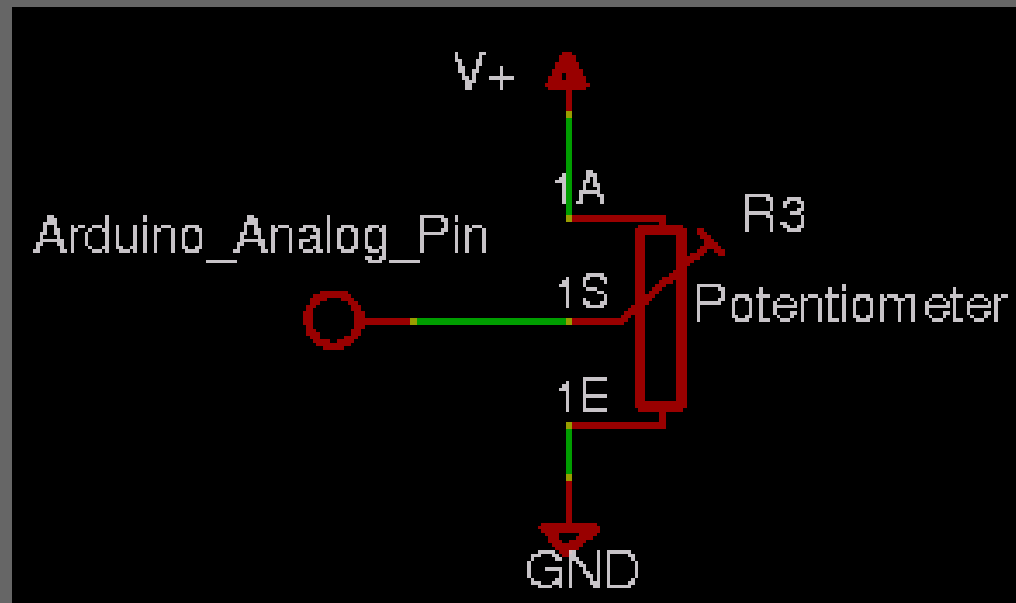 V+
1A
R3
Arduino_Analog_Pin
1S
Potentiometer
1E
GND